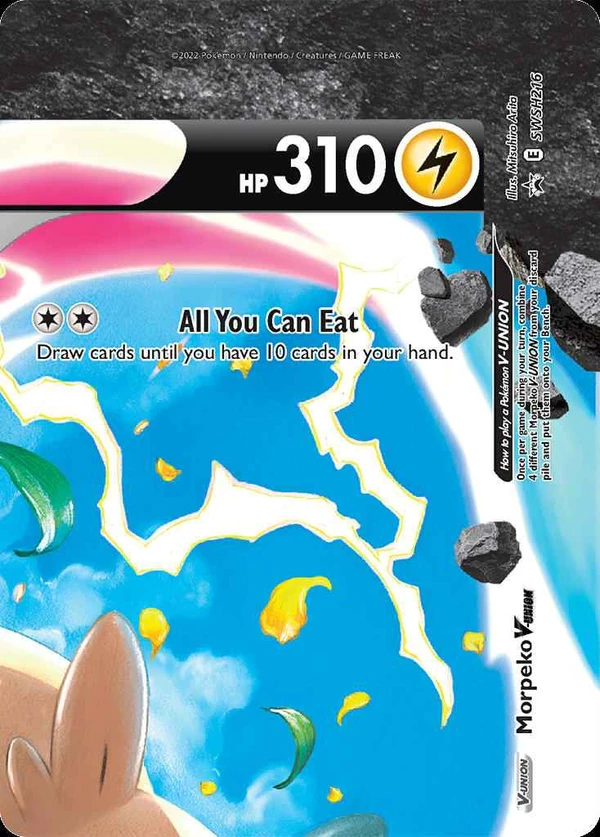 ©2022 Pokémon / Nintendo / Creatures / GAME FREAK
HP 310
All You Can Eat
Draw cards until you have 10 cards in your hand.
Illus. Mitsuhiro Arita
E SWSH216
How to play a Pokémon V-UNION
Once per game during your turn, combine
4 different Morpeko V-UNION from your discard
pile and put them onto your Bench.
Morpeko V-UNION
V-UNION